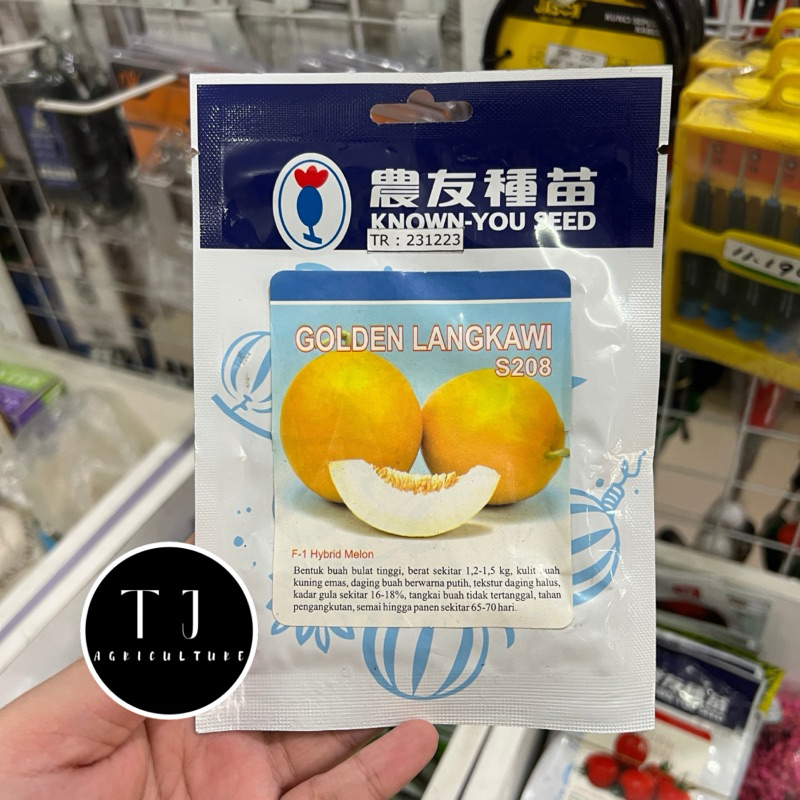 農友種苗
KNOWN-YOU SEED
TR : 231223
GOLDEN LANGKAWI
S208
F-1 Hybrid Melon
Bentuk buah bulat tinggi, berat sekitar 1,2-1,5 kg, kulit buah
kuning emas, daging buah berwarna putih, tekstur daging halus,
kadar gula sekitar 16-18%, tangkai buah tidak tertanggal, tahan
pengangkutan, semai hingga panen sekitar 65-70 hari.
TJ
AGRICULTURE